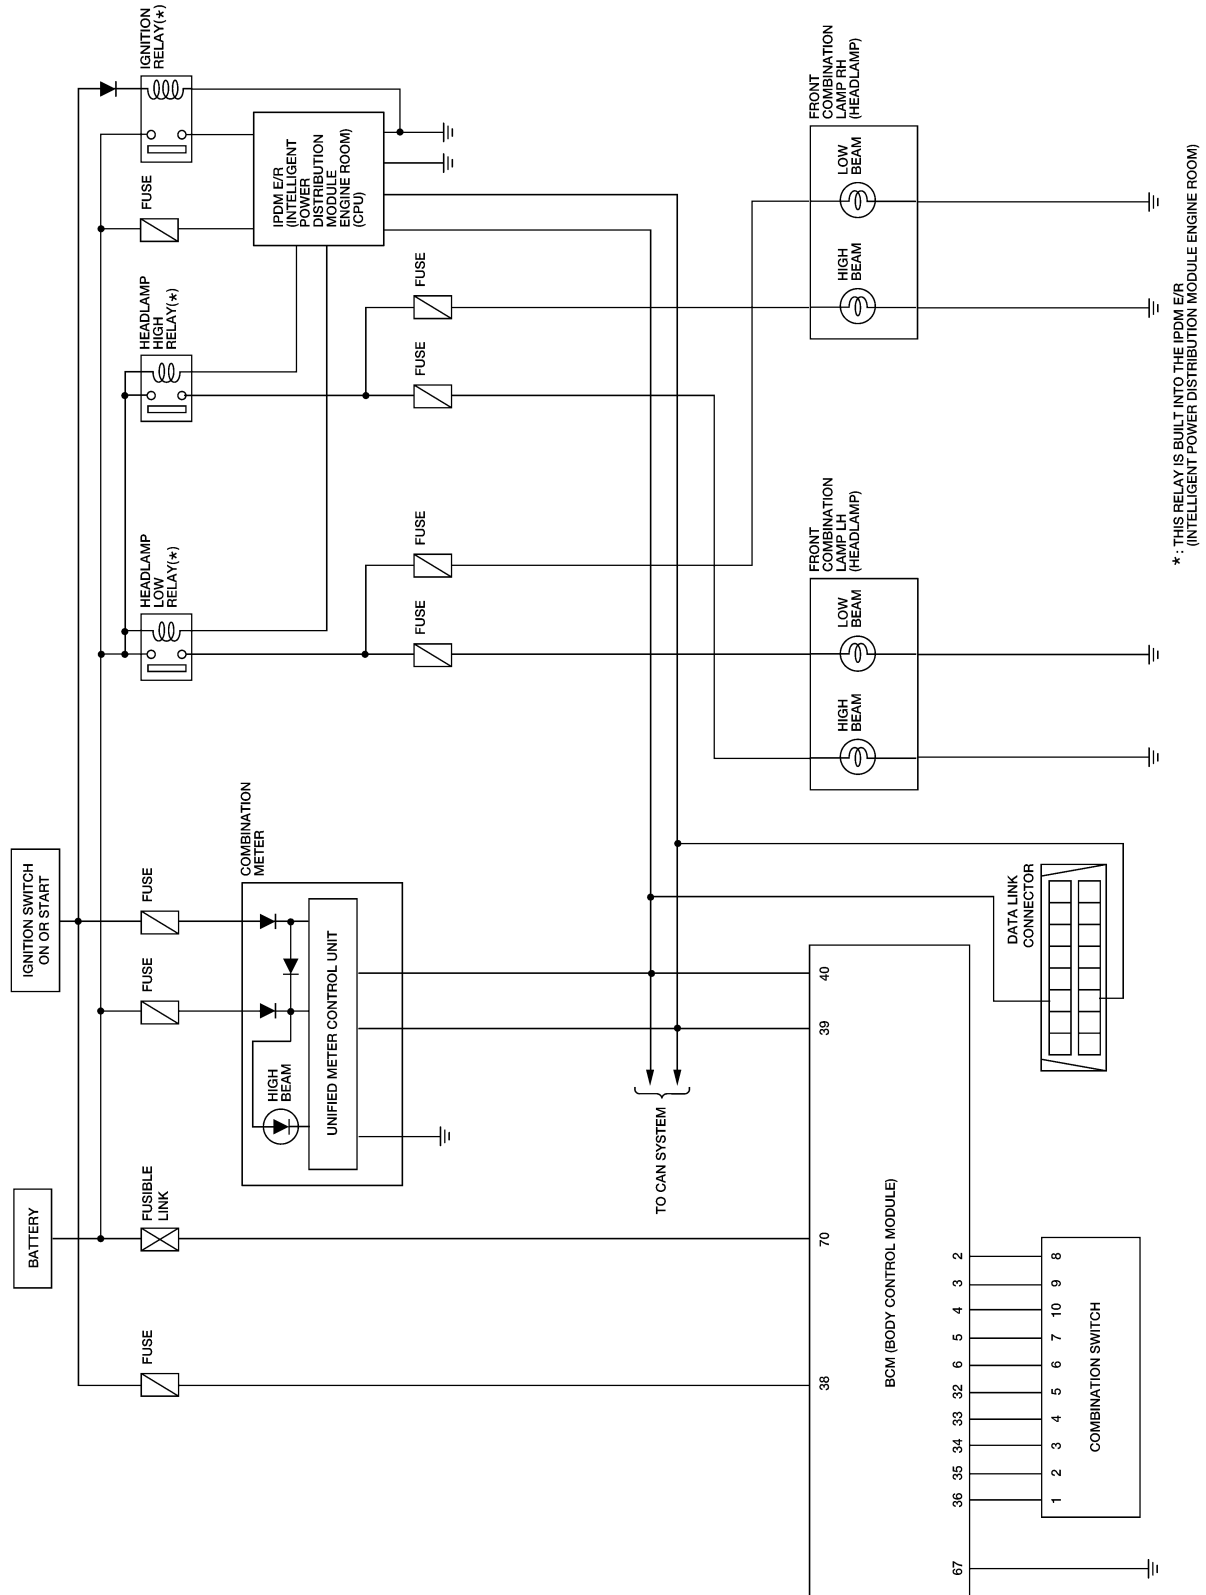 IGNITION SWITCH
ON OR START
BATTERY
IGNITION
RELAY(*)
FUSE
HEADLAMP
HIGH
RELAY(*)
HEADLAMP
LOW
RELAY(*)
FUSE
FUSE
FUSIBLE
LINK
FUSE
IPDM E/R
(INTELLIGENT
POWER
DISTRIBUTION
MODULE
ENGINE ROOM)
(CPU)
COMBINATION
METER
HIGH
BEAM
UNIFIED METER CONTROL UNIT
FUSE
FUSE
FUSE
FUSE
TO CAN SYSTEM
FRONT
COMBINATION
LAMP RH
(HEADLAMP)
LOW
BEAM
HIGH
BEAM
FRONT
COMBINATION
LAMP LH
(HEADLAMP)
LOW
BEAM
HIGH
BEAM
DATA LINK
CONNECTOR
40
39
70
38
BCM (BODY CONTROL MODULE)
2
3
4
5
6
32
33
34
35
36
67
8
9
10
7
6
5
4
3
2
1
COMBINATION SWITCH
* : THIS RELAY IS BUILT INTO THE IPDM E/R
(INTELLIGENT POWER DISTRIBUTION MODULE ENGINE ROOM)